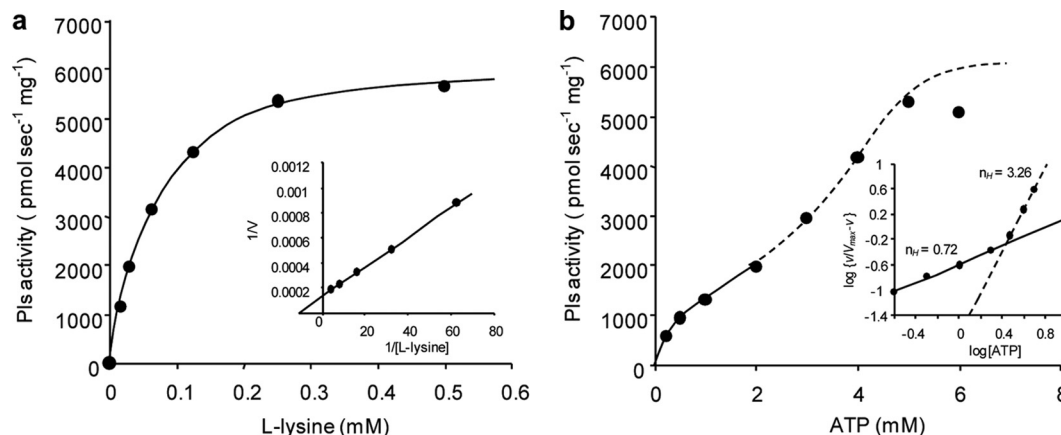 a
PlsActivity ( pmol sec-1 mg-1)
7000
6000
5000
4000
3000
2000
1000
0
0 0.1 0.2 0.3 0.4 0.5 0.6
L-lysine (mM)
1/V
0.0012
0.001
0.0008
0.0006
0.0004
0.0002
0 20 40 60 80
1/[L-lysine]
b
PlsActivity ( pmol sec-1 mg-1)
7000
6000
5000
4000
3000
2000
1000
0
0 2 4 6 8
ATP (mM)
log {v/Vmax-v}
1
0.6
0.2
-0.2
-0.6
-1
-1.4
nH = 3.26
nH = 0.72
-0.4 0 0.4 0.8
log[ATP]